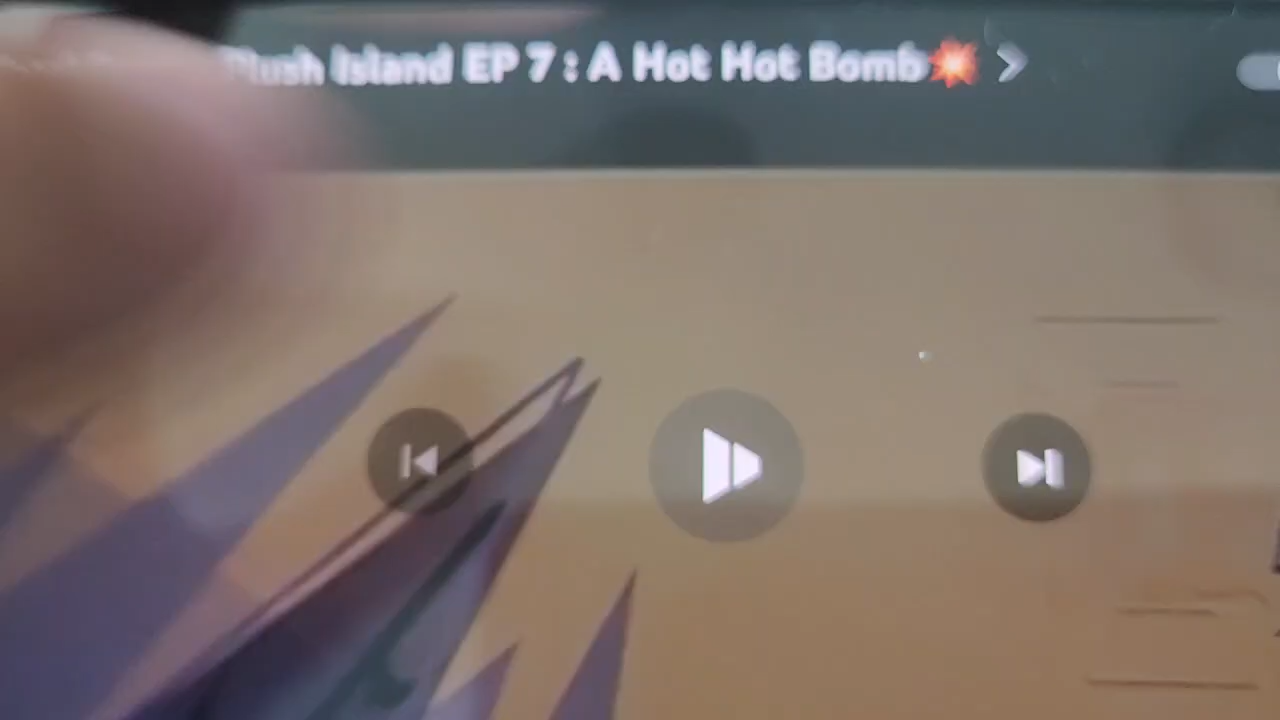 Island EP 7 : A Hot Hot Bomb💥